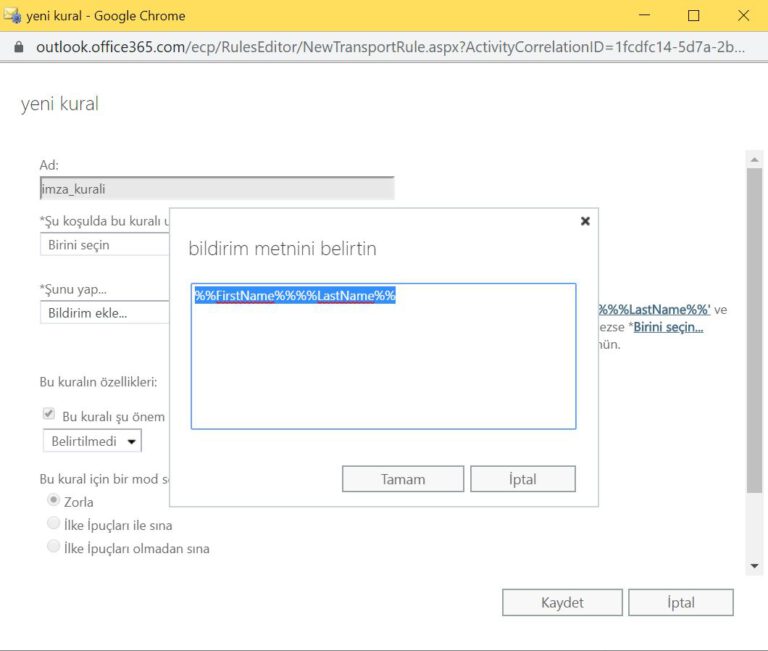 yeni kural - Google Chrome
outlook.office365.com/ecp/RulesEditor/NewTransportRule.aspx?ActivityCorrelationID=1fcdfc14-5d7a-2b...
yeni kural
Ad:
imza_kurali
*Şu koşulda bu kuralı u
Birini seçin
bildirim metnini belirtin
%%FirstName%%%%LastName%%
*Şunu yap...
Bildirim ekle...
%%%LastName%%' ve
ezse *Birini seçin...
nün.
Bu kuralın özellikleri:
Bu kuralı şu önem
Belirtilmedi
Tamam
İptal
Bu kural için bir mod se
Zorla
İlke İpuçları ile sına
İlke İpuçları olmadan sına
Kaydet
İptal